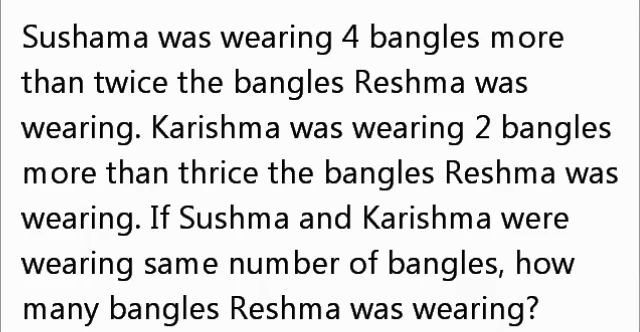 Sushama was wearing 4 bangles more
than twice the bangles Reshma was
wearing. Karishma was wearing 2 bangles
more than thrice the bangles Reshma was
wearing. If Sushma and Karishma were
wearing same number of bangles, how
many bangles Reshma was wearing?